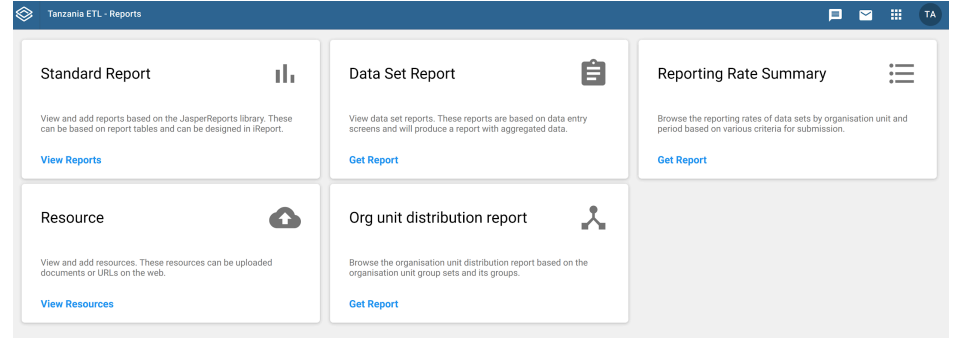 Tanzania ETL - Reports
TA
Standard Report
View and add reports based on the JasperReports library. These
can be based on report tables and can be designed in iReport.
View Reports
Data Set Report
View data set reports. These reports are based on data entry
screens and will produce a report with aggregated data.
Get Report
Reporting Rate Summary
Browse the reporting rates of data sets by organisation unit and
period based on various criteria for submission.
Get Report
Resource
View and add resources. These resources can be uploaded
documents or URLs on the web.
View Resources
Org unit distribution report
Browse the organisation unit distribution report based on the
organisation unit group sets and its groups.
Get Report